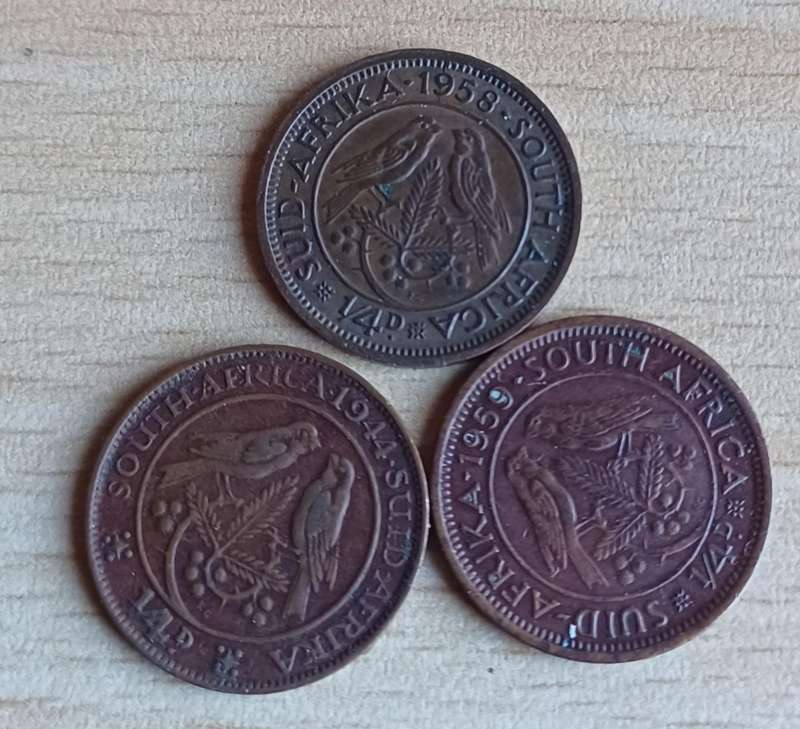 SUID-AFRIKA · 1958 · SOUTH AFRICA
1/4D
SOUTH AFRICA · 1944 · SUID-AFRIKA
1/4D
SUID-AFRIKA · 1959 · SOUTH AFRICA
1/4D